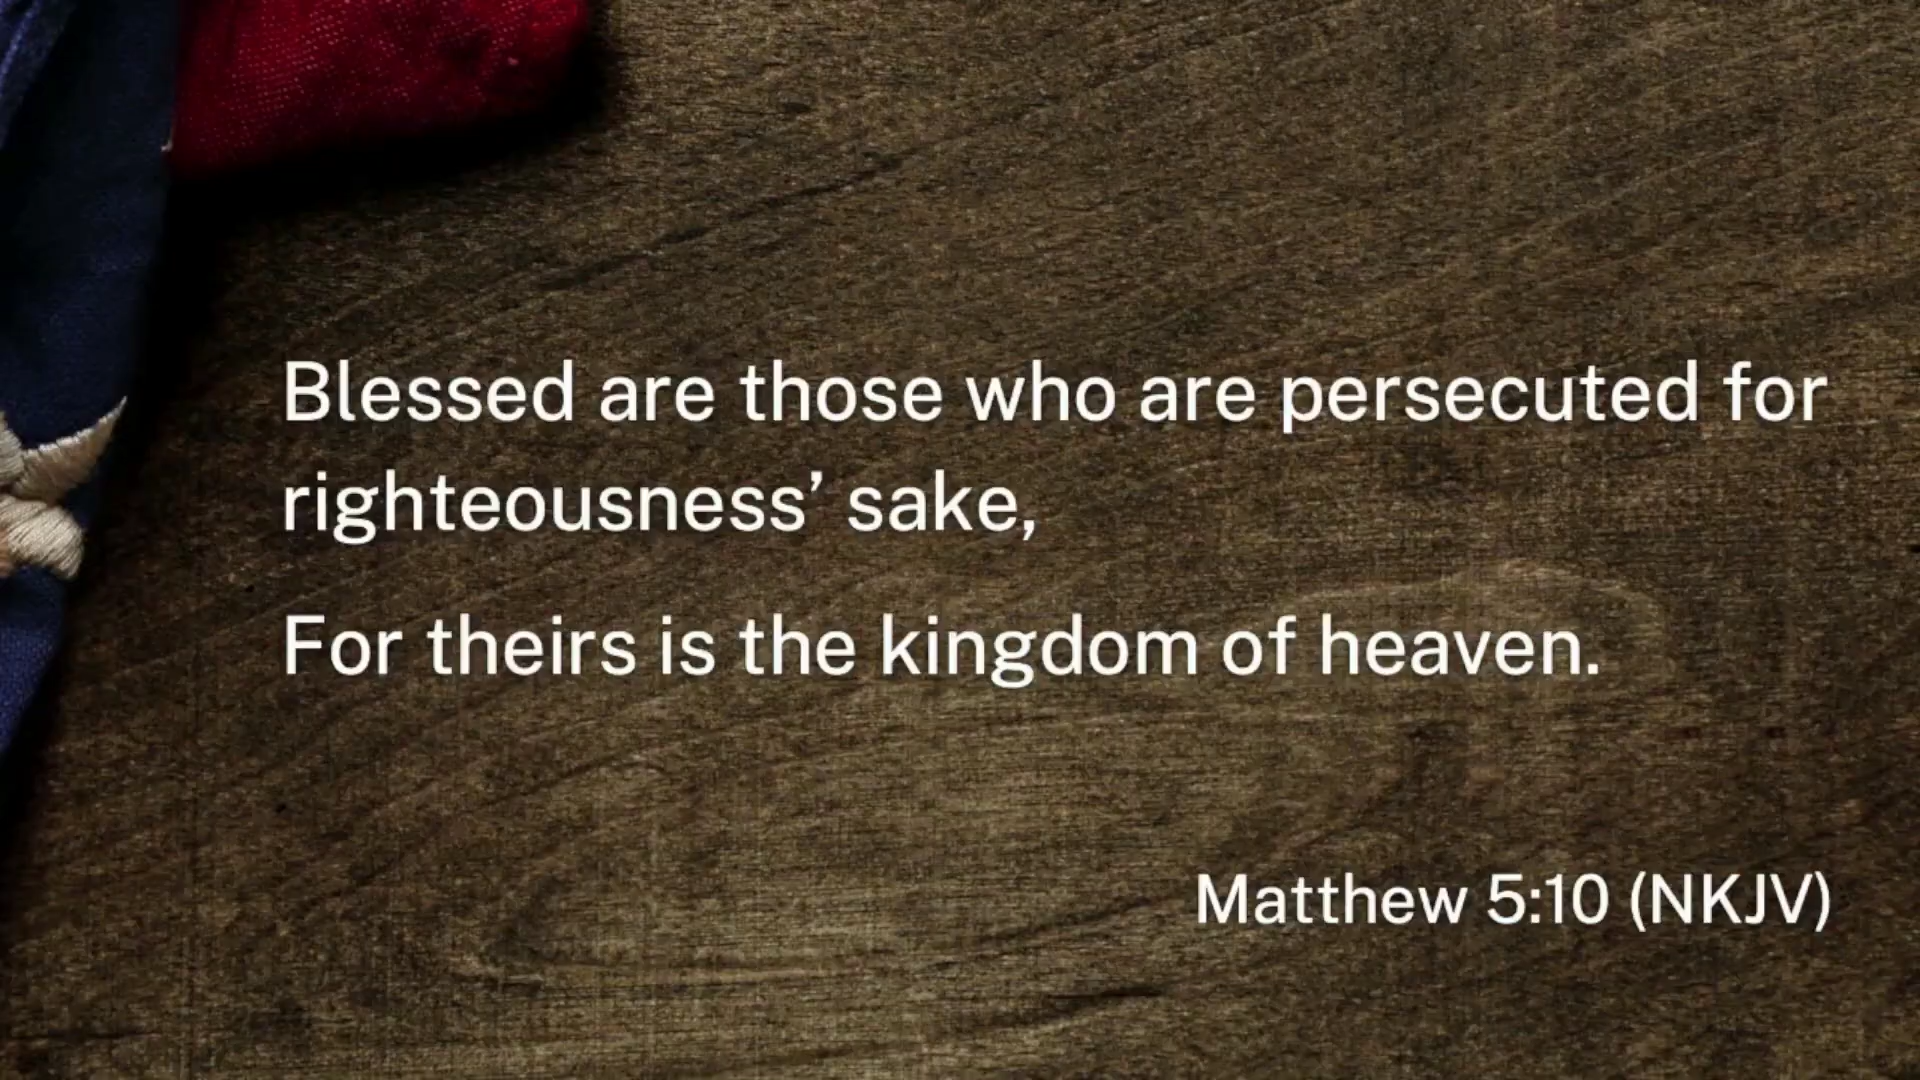 Blessed are those who are persecuted for
righteousness’ sake,
For theirs is the kingdom of heaven.
Matthew 5:10 (NKJV)